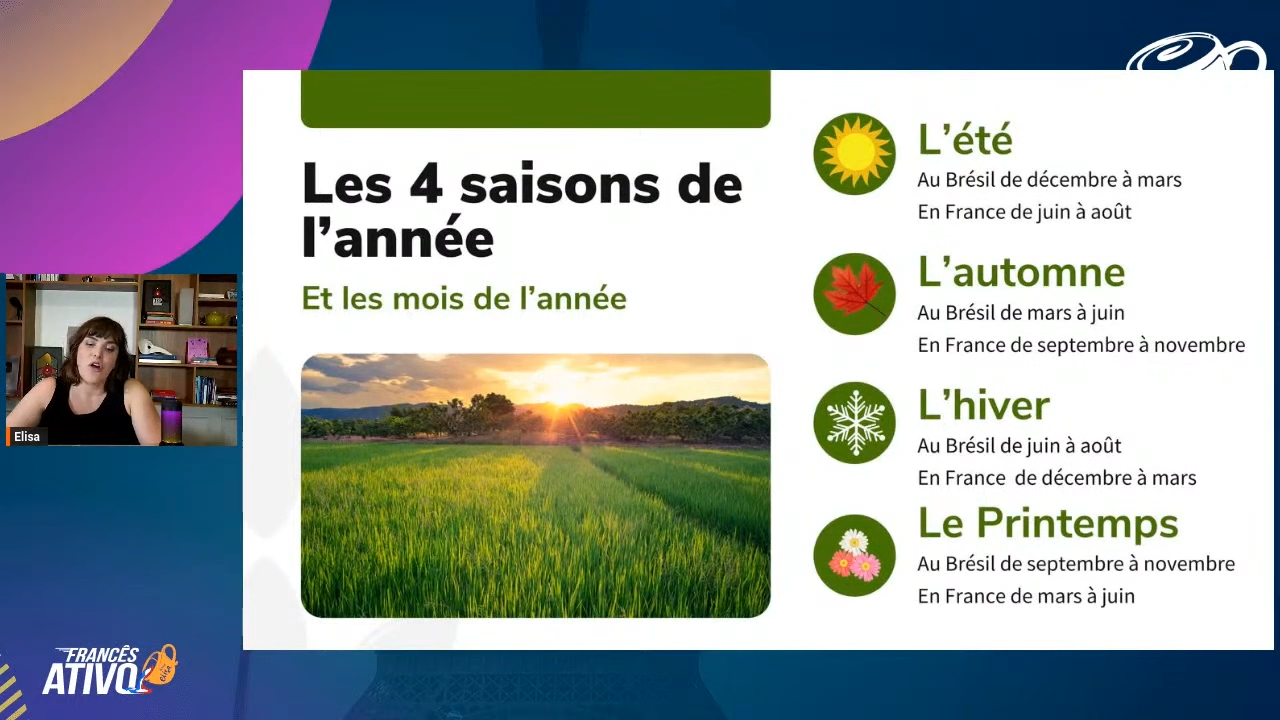 Les 4 saisons de
l'année
Et les mois de l'année
L'été
Au Brésil de décembre à mars
En France de juin à août
L'automne
Au Brésil de mars à juin
En France de septembre à novembre
L'hiver
Au Brésil de juin à août
En France  de décembre à mars
Le Printemps
Au Brésil de septembre à novembre
En France de mars à juin
Elisa
FRANCÊS
ATIVO